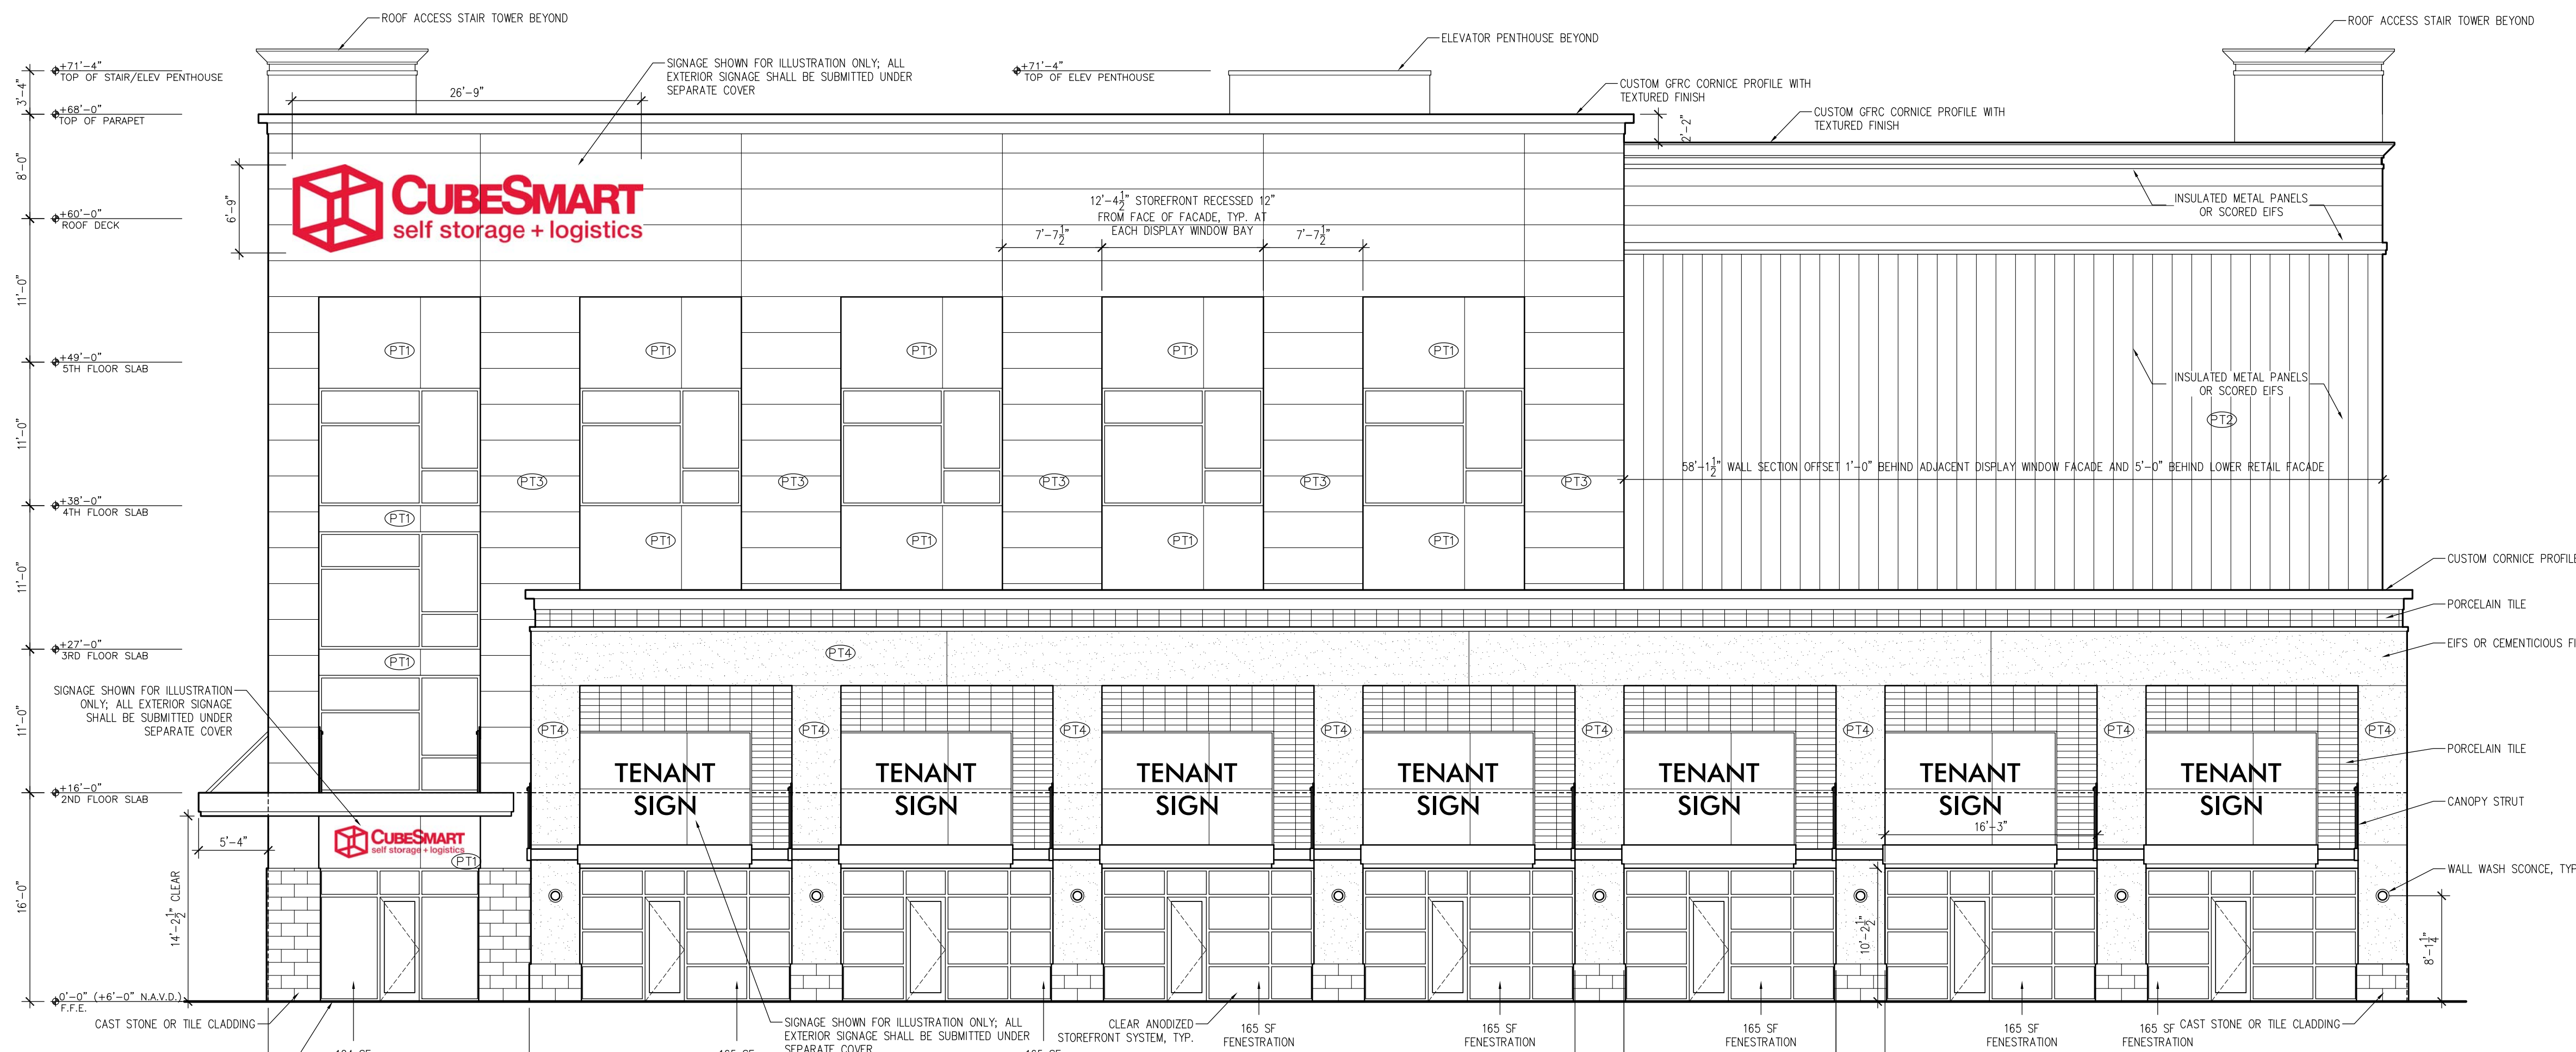 ROOF ACCESS STAIR TOWER BEYOND
ROOF ACCESS STAIR TOWER BEYOND
ELEVATOR PENTHOUSE BEYOND
+71'-4"
TOP OF STAIR/ELEV PENTHOUSE
3'-4"
+68'-0"
TOP OF PARAPET
8'-0"
+60'-0"
ROOF DECK
11'-0"
+49'-0"
5TH FLOOR SLAB
11'-0"
+38'-0"
4TH FLOOR SLAB
11'-0"
+27'-0"
3RD FLOOR SLAB
11'-0"
+16'-0"
2ND FLOOR SLAB
16'-0"
0'-0" (+6'-0" N.A.V.D.)
F.F.E.
26'-9"
SIGNAGE SHOWN FOR ILLUSTRATION ONLY; ALL
EXTERIOR SIGNAGE SHALL BE SUBMITTED UNDER
SEPARATE COVER
+71'-4"
TOP OF ELEV PENTHOUSE
CUSTOM GFRC CORNICE PROFILE WITH
TEXTURED FINISH
2'-2"
CUSTOM GFRC CORNICE PROFILE WITH
TEXTURED FINISH
6'-9"
CUBESMART
self storage + logistics
12'-4 1/2" STOREFRONT RECESSED 12"
FROM FACE OF FACADE, TYP. AT
EACH DISPLAY WINDOW BAY
7'-7 1/2"
7'-7 1/2"
INSULATED METAL PANELS
OR SCORED EIFS
PT1
PT1
PT1
PT1
PT1
INSULATED METAL PANELS
OR SCORED EIFS
PT2
58'-1 1/2" WALL SECTION OFFSET 1'-0" BEHIND ADJACENT DISPLAY WINDOW FACADE AND 5'-0" BEHIND LOWER RETAIL FACADE
PT3
PT3
PT3
PT3
PT3
PT1
PT1
PT1
PT1
PT1
PT1
PT4
CUSTOM CORNICE PROFILE
PORCELAIN TILE
EIFS OR CEMENTICIOUS
SIGNAGE SHOWN FOR ILLUSTRATION
ONLY; ALL EXTERIOR SIGNAGE
SHALL BE SUBMITTED UNDER
SEPARATE COVER
PT4
PT4
PT4
PT4
PT4
PT4
PT4
PT4
PORCELAIN TILE
TENANT
SIGN
TENANT
SIGN
TENANT
SIGN
TENANT
SIGN
TENANT
SIGN
TENANT
SIGN
TENANT
SIGN
CANOPY STRUT
16'-3"
5'-4"
CUBESMART
self storage + logistics
PT1
14'-2 1/2" CLEAR
WALL WASH SCONCE, TYP
10'-2 1/2"
8'-1 1/4"
CAST STONE OR TILE CLADDING
SIGNAGE SHOWN FOR ILLUSTRATION ONLY; ALL
EXTERIOR SIGNAGE SHALL BE SUBMITTED UNDER
SEPARATE COVER
CLEAR ANODIZED
STOREFRONT SYSTEM, TYP.
165 SF
FENESTRATION
165 SF
FENESTRATION
165 SF
FENESTRATION
165 SF
FENESTRATION
165 SF
FENESTRATION
CAST STONE OR TILE CLADDING